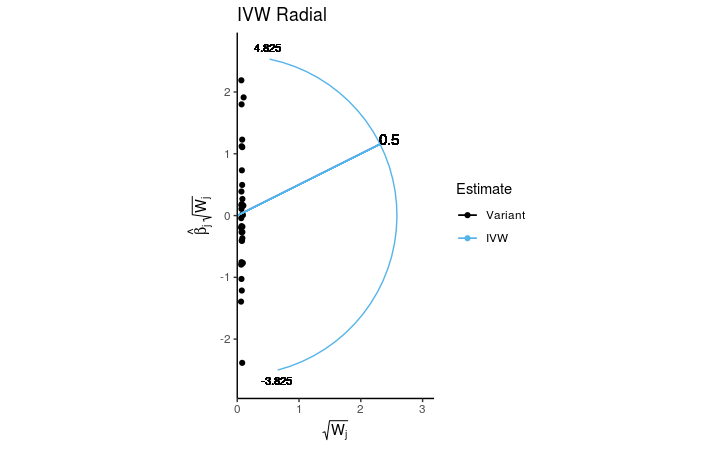 IVW Radial
4.825
2
0.5
1
Estimate
Variant
0
IVW
β̂ⱼ√Wⱼ
-1
-2
-3.825
0 1 2 3
√Wⱼ